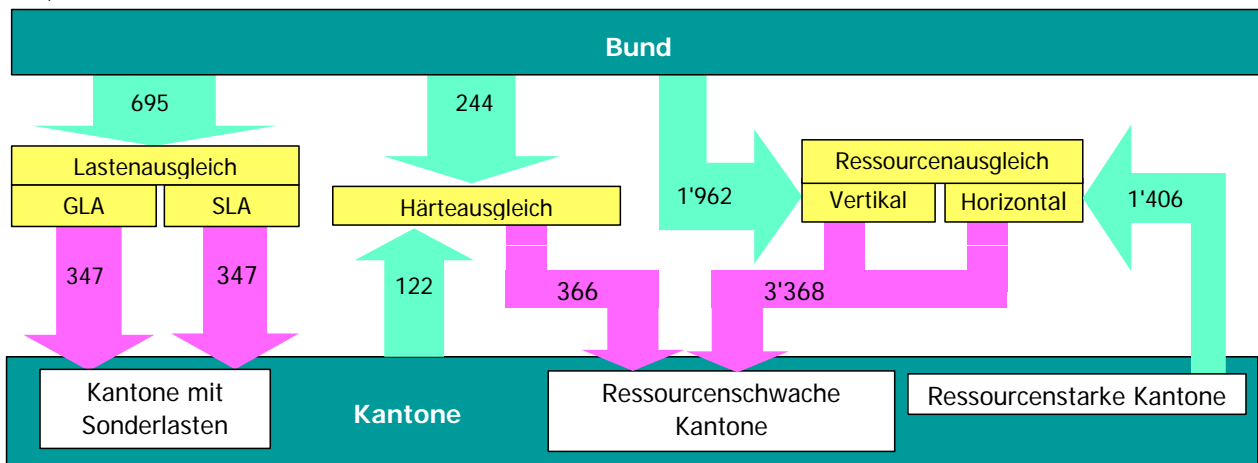 Bund
695
244
Lastenausgleich
GLA
SLA
Härteausgleich
1'962
Ressourcenausgleich
Vertikal
Horizontal
1'406
347
347
122
366
3'368
Kantone mit
Sonderlasten
Kantone
Ressourcenschwache
Kantone
Ressourcenstarke Kantone